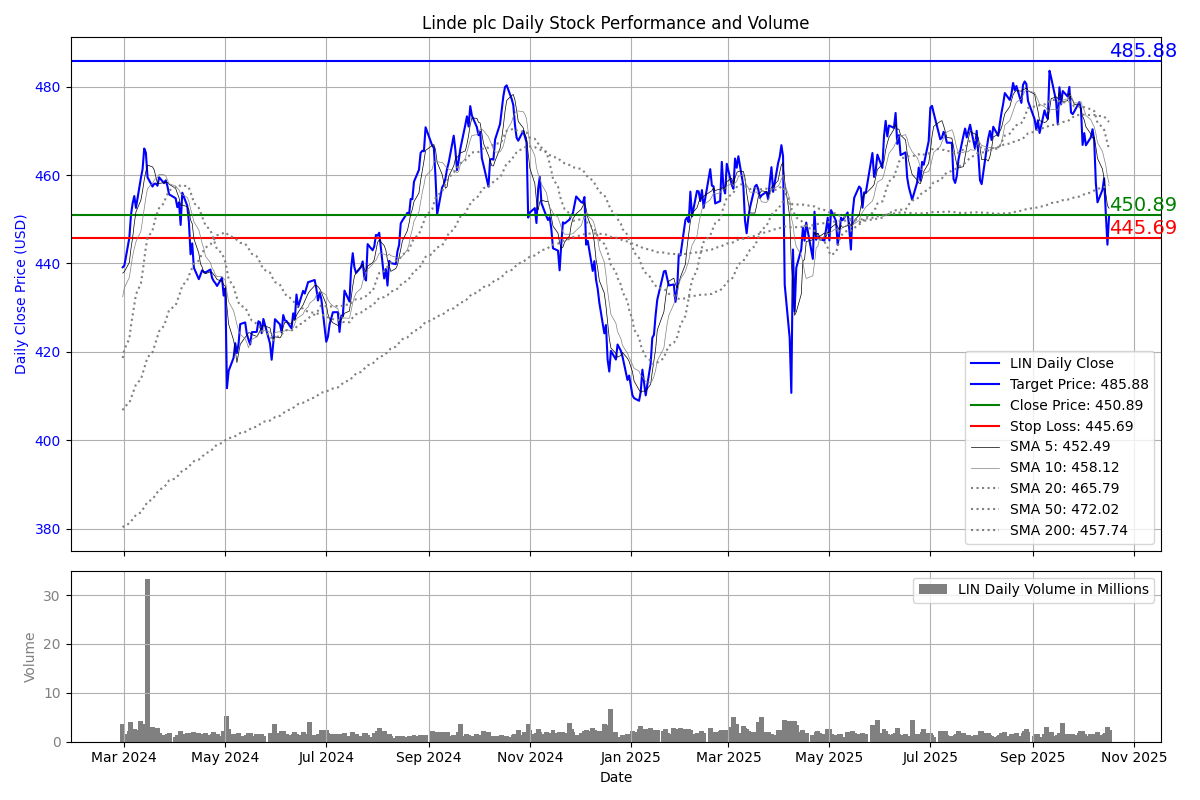 Linde plc Daily Stock Performance and Volume
Daily Close Price (USD)
480
460
440
420
400
380
485.88
450.89
445.69
LIN Daily Close
Target Price: 485.88
Close Price: 450.89
Stop Loss: 445.69
SMA 5: 452.49
SMA 10: 458.12
SMA 20: 465.79
SMA 50: 472.02
SMA 200: 457.74
Volume
30
20
10
0
LIN Daily Volume in Millions
Mar 2024 May 2024 Jul 2024 Sep 2024 Nov 2024 Jan 2025 Mar 2025 May 2025 Jul 2025 Sep 2025 Nov 2025
Date